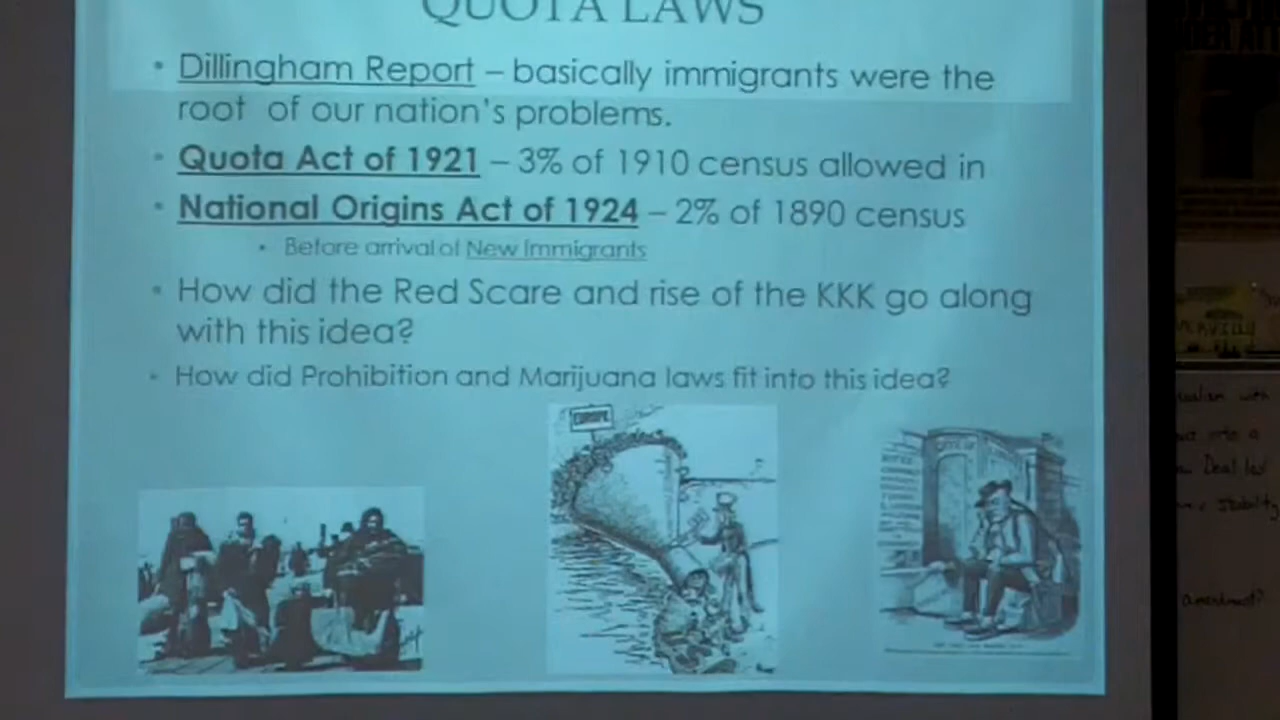 QUOTA LAWS
• Dillingham Report – basically immigrants were the
root of our nation's problems.
• Quota Act of 1921 – 3% of 1910 census allowed in
• National Origins Act of 1924 – 2% of 1890 census
• Before arrival of New Immigrants
• How did the Red Scare and rise of the KKK go along
with this idea?
• How did Prohibition and Marijuana laws fit into this idea?
EUROPE
with
Deal